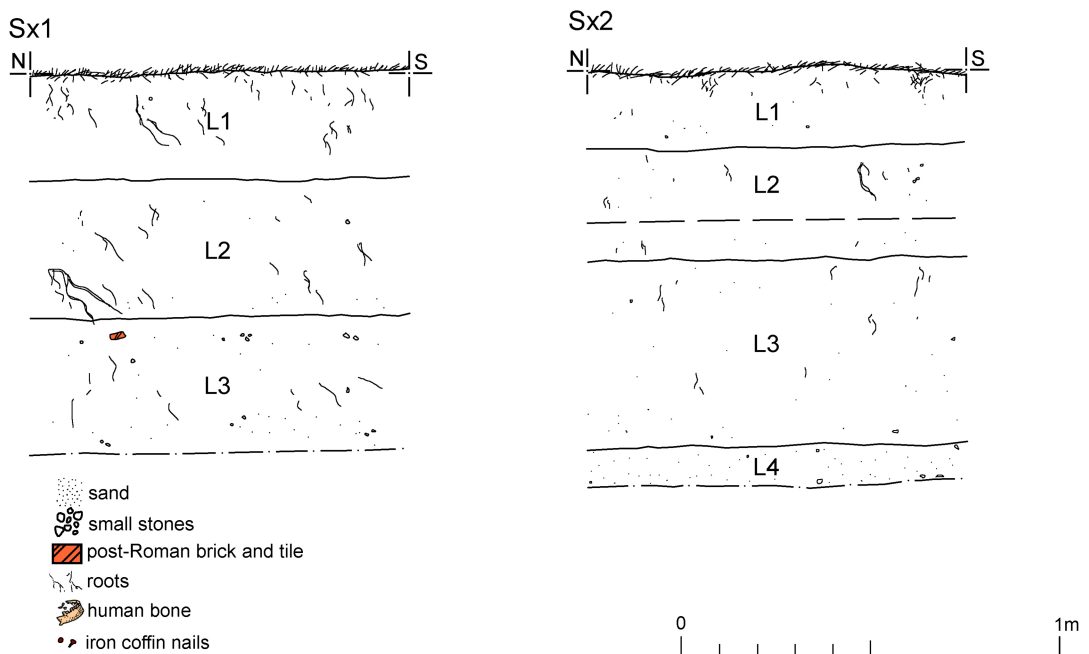 Sx1
N S
L1
L2
L3
sand
small stones
post-Roman brick and tile
roots
human bone
iron coffin nails
Sx2
N S
L1
L2
L3
L4
0 1m